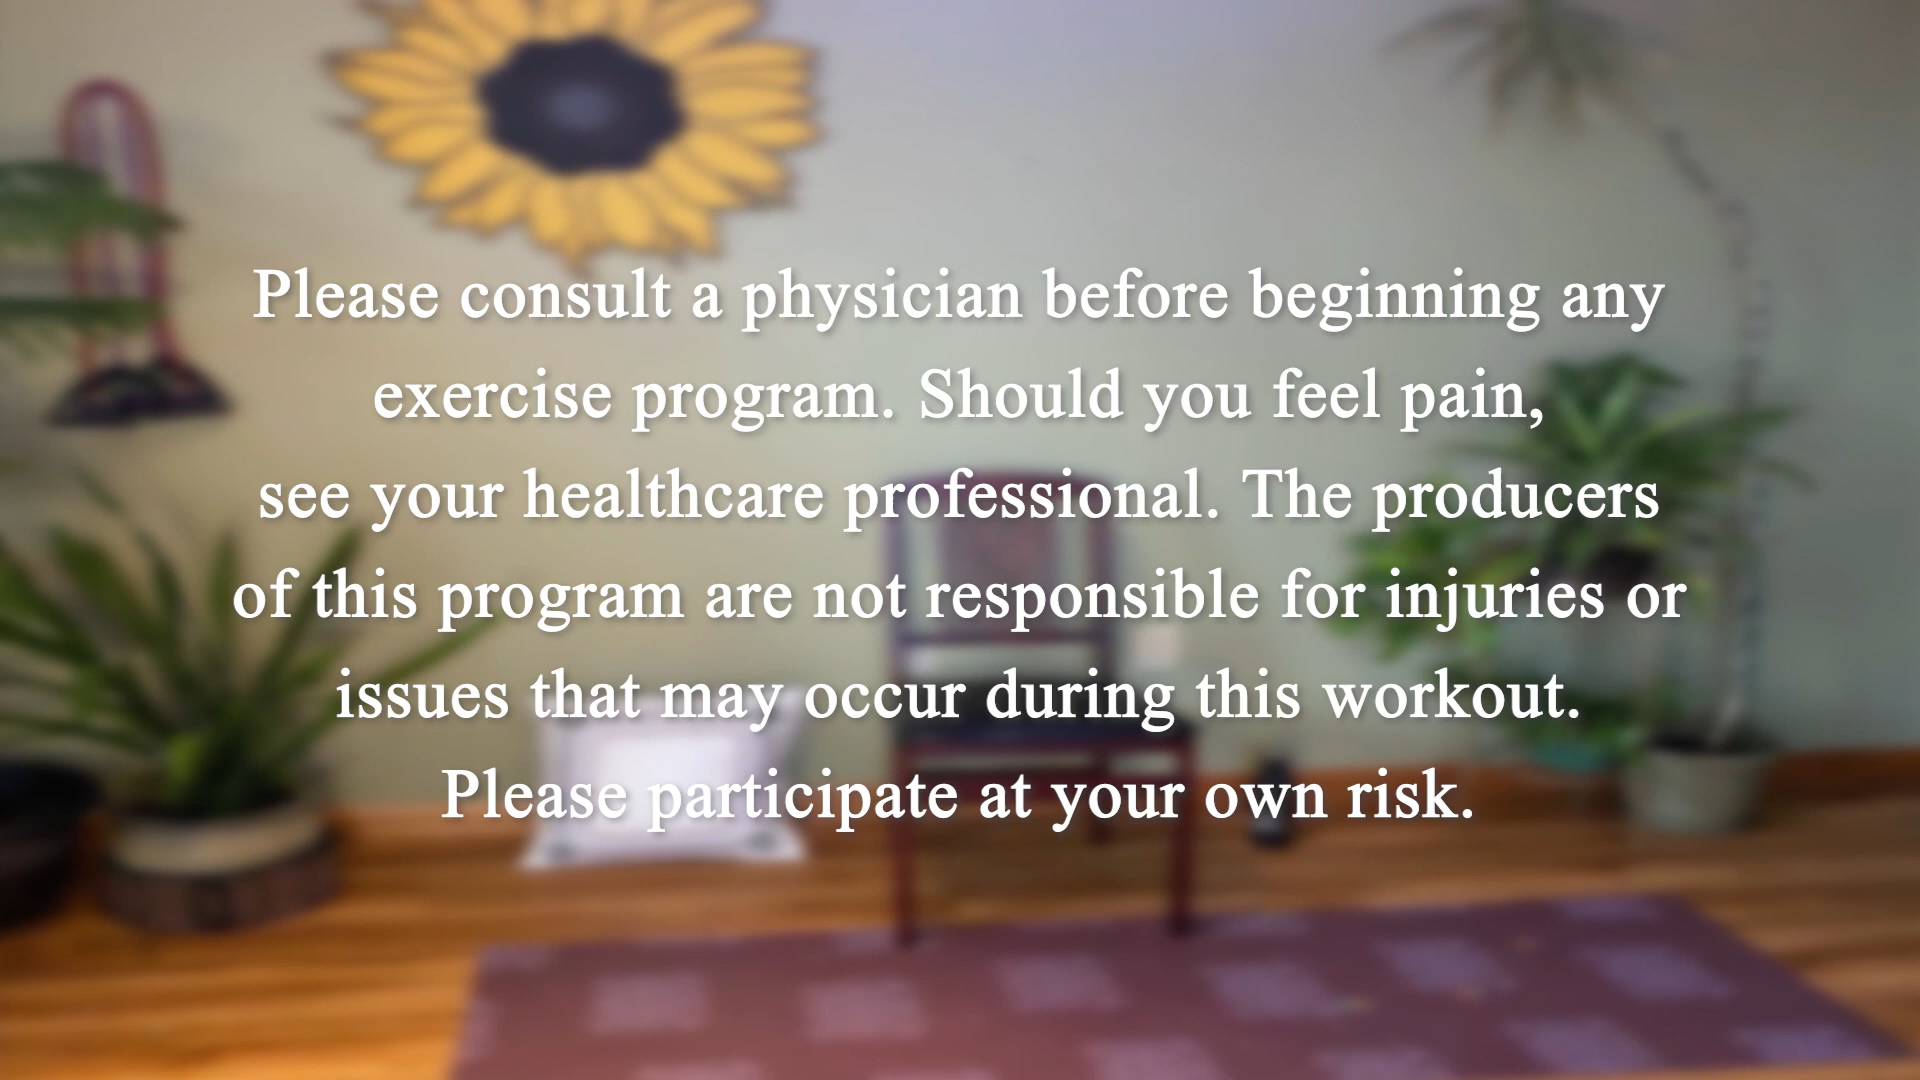 Please consult a physician before beginning any
exercise program. Should you feel pain,
see your healthcare professional. The producers
of this program are not responsible for injuries or
issues that may occur during this workout.
Please participate at your own risk.